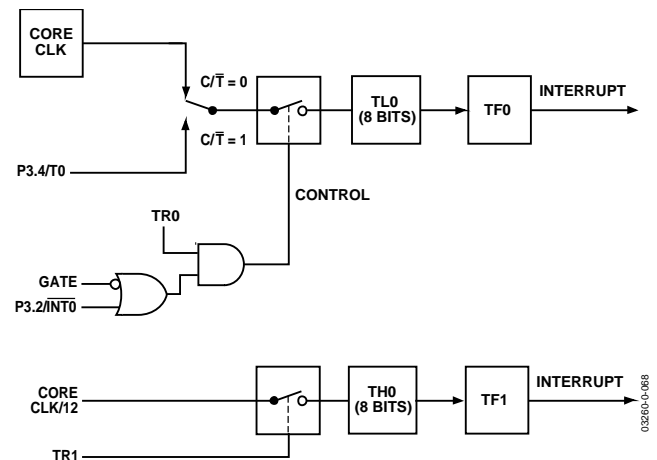 CORE
CLK
C/T̅ = 0
C/T̅ = 1
P3.4/T0
TL0
(8 BITS)
TF0
INTERRUPT
CONTROL
TR0
GATE
P3.2/I̅N̅T̅0̅
CORE
CLK/12
TR1
TH0
(8 BITS)
TF1
INTERRUPT
03260-0-068